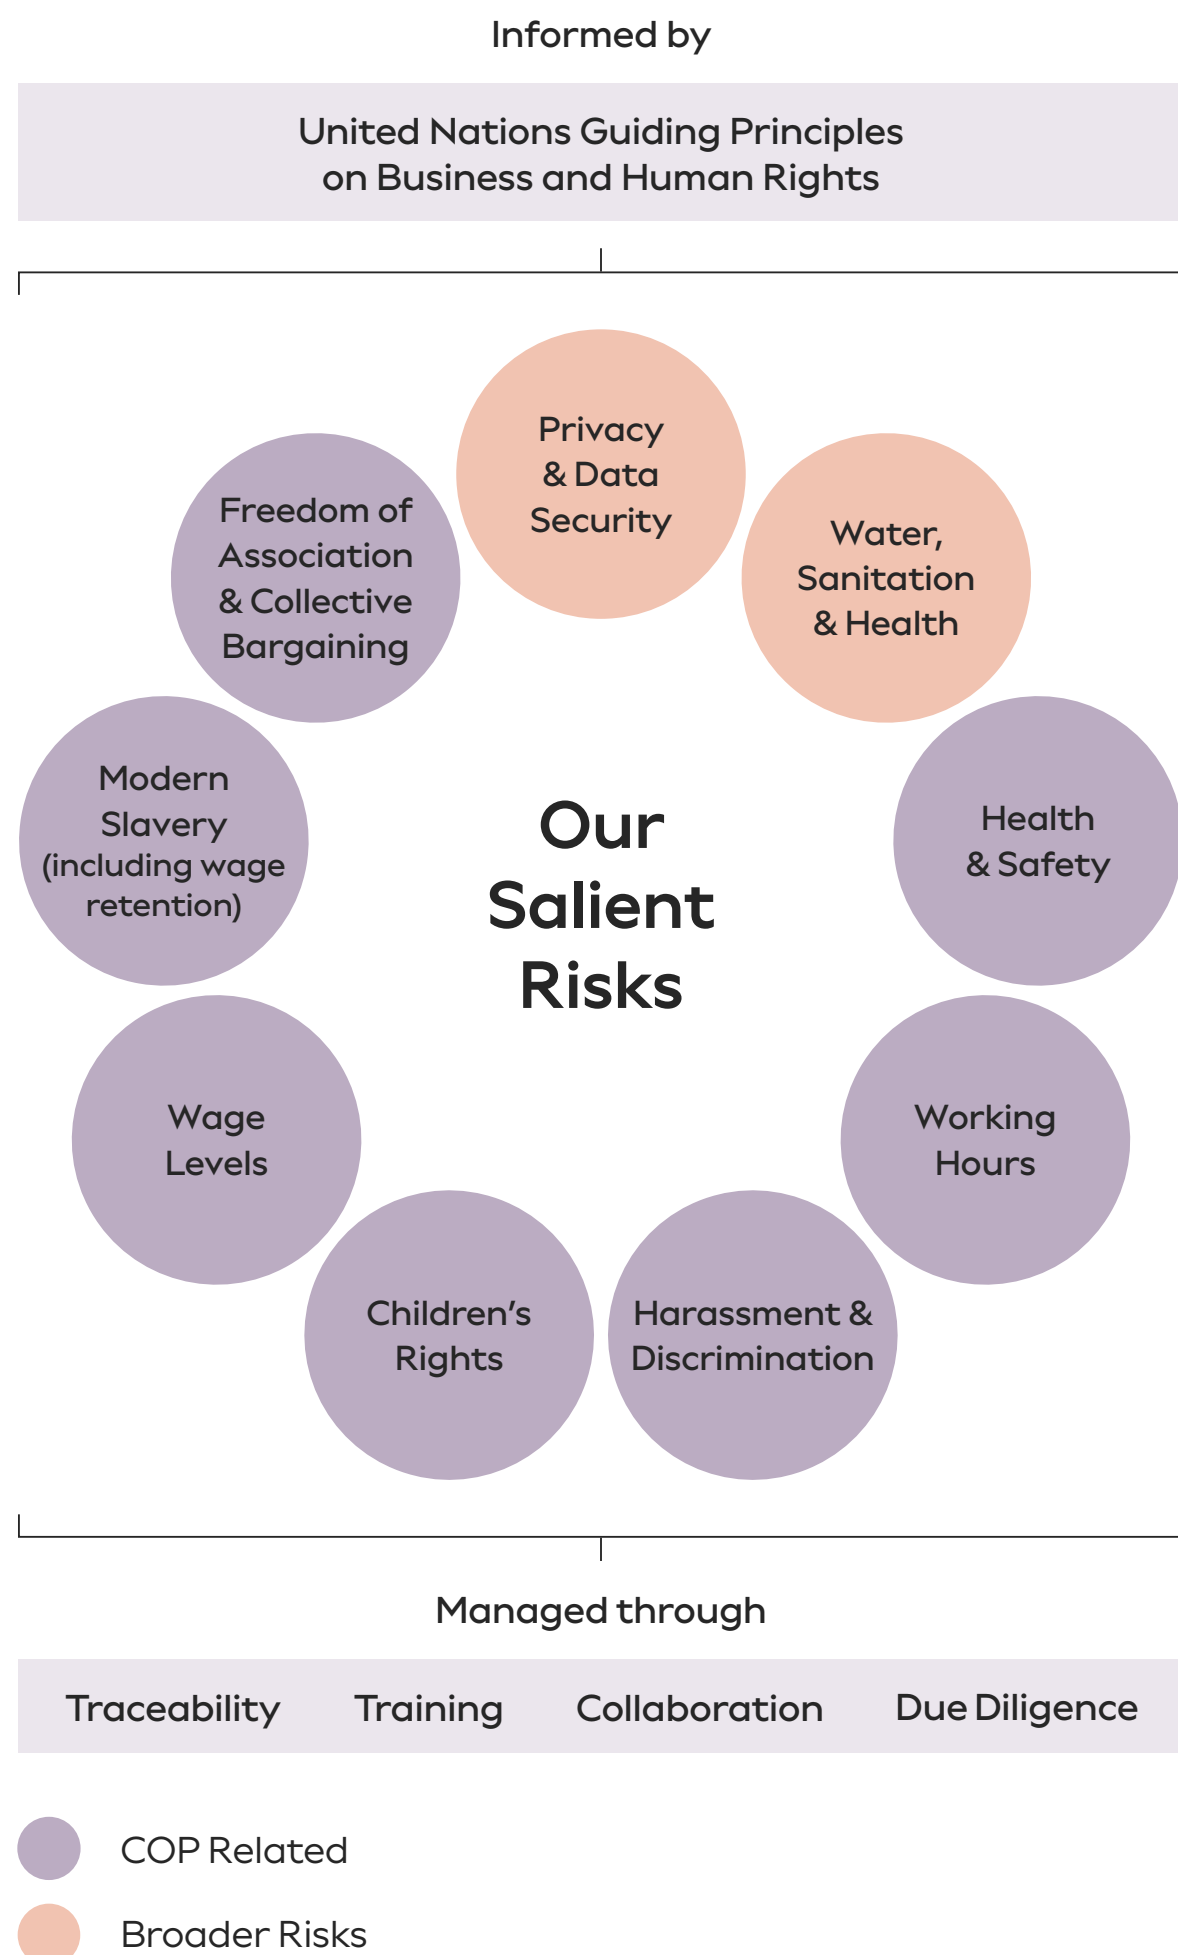 Informed by
United Nations Guiding Principles
on Business and Human Rights
Privacy
& Data
Security
Water,
Sanitation
& Health
Freedom of
Association
& Collective
Bargaining
Modern
Slavery
(including wage
retention)
Our
Salient
Risks
Health
& Safety
Wage
Levels
Working
Hours
Children’s
Rights
Harassment &
Discrimination
Managed through
Traceability Training Collaboration Due Diligence
COP Related
Broader Risks